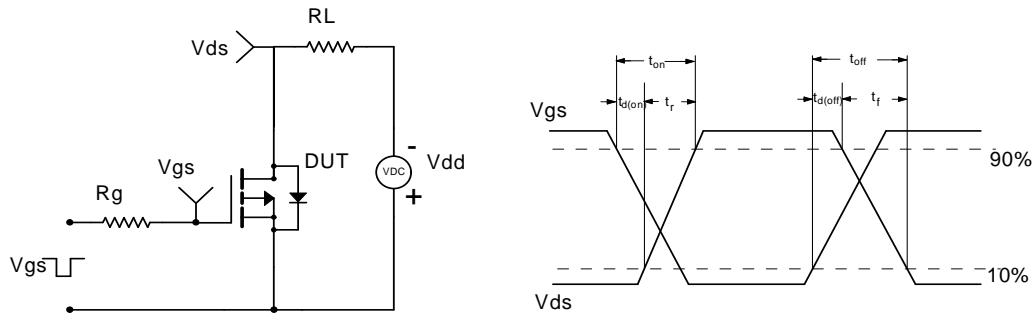 RL
Vds
-
Vgs
DUT
VDC
Vdd
+
Rg
Vgs
ton
toff
td(on)
tr
td(off)
tf
Vgs
90%
10%
Vds